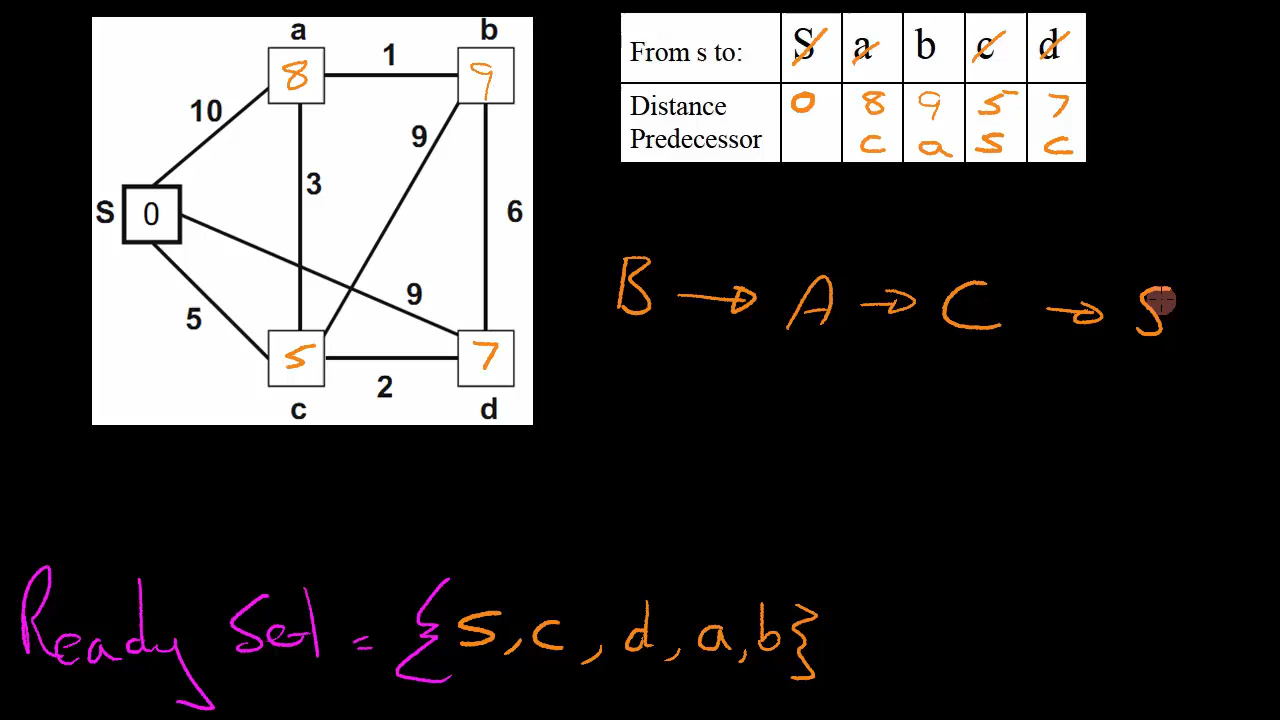 a
b
8
1
9
10
9
3
6
S
0
9
5
5
2
7
c
d
From s to: S a b c d
Distance 0 8 9 5 7
Predecessor c a s c
B → A → C → S
Ready Set = {S, c, d, a, b}